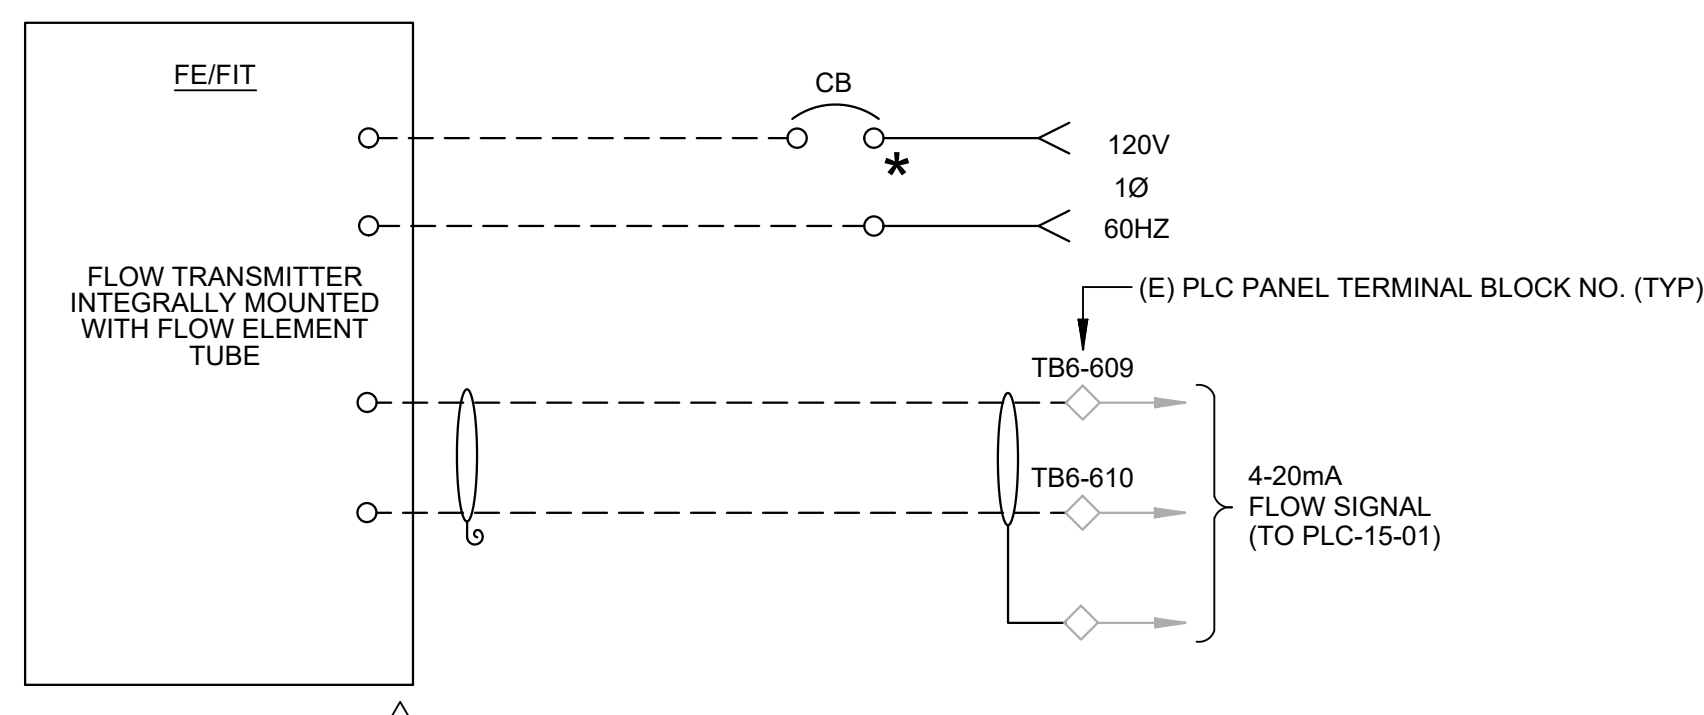 FE/FIT
CB
*
120V
1Ø
60HZ
FLOW TRANSMITTER
INTEGRALLY MOUNTED
WITH FLOW ELEMENT
TUBE
(E) PLC PANEL TERMINAL BLOCK NO. (TYP)
TB6-609
TB6-610
4-20mA
FLOW SIGNAL
(TO PLC-15-01)